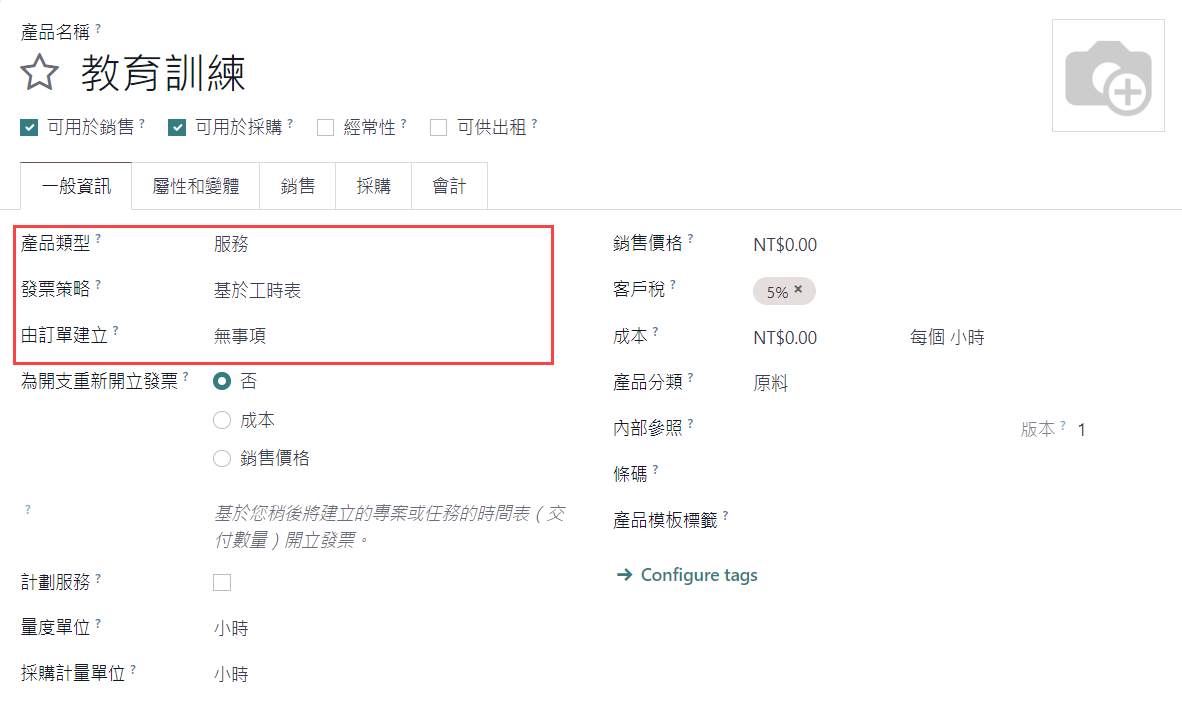 產品名稱 ?
教育訓練
可用於銷售 ? 可用於採購 ? 經常性 ? 可供出租 ?
一般資訊 屬性和變體 銷售 採購 會計
產品類型 ? 服務
發票策略 ? 基於工時表
由訂單建立 ? 無事項
為開支重新開立發票 ? 否
成本
銷售價格
? 基於您稍後將建立的專案或任務的時間表 ( 交
付數量 ) 開立發票。
計劃服務 ?
量度單位 ? 小時
採購計量單位 ? 小時
銷售價格 ? NT$0.00
客戶稅 ? 5% ×
成本 ? NT$0.00 每個 小時
產品分類 ? 原料
內部參照 ? 版本 ? 1
條碼 ?
產品模板標籤 ?
→ Configure tags